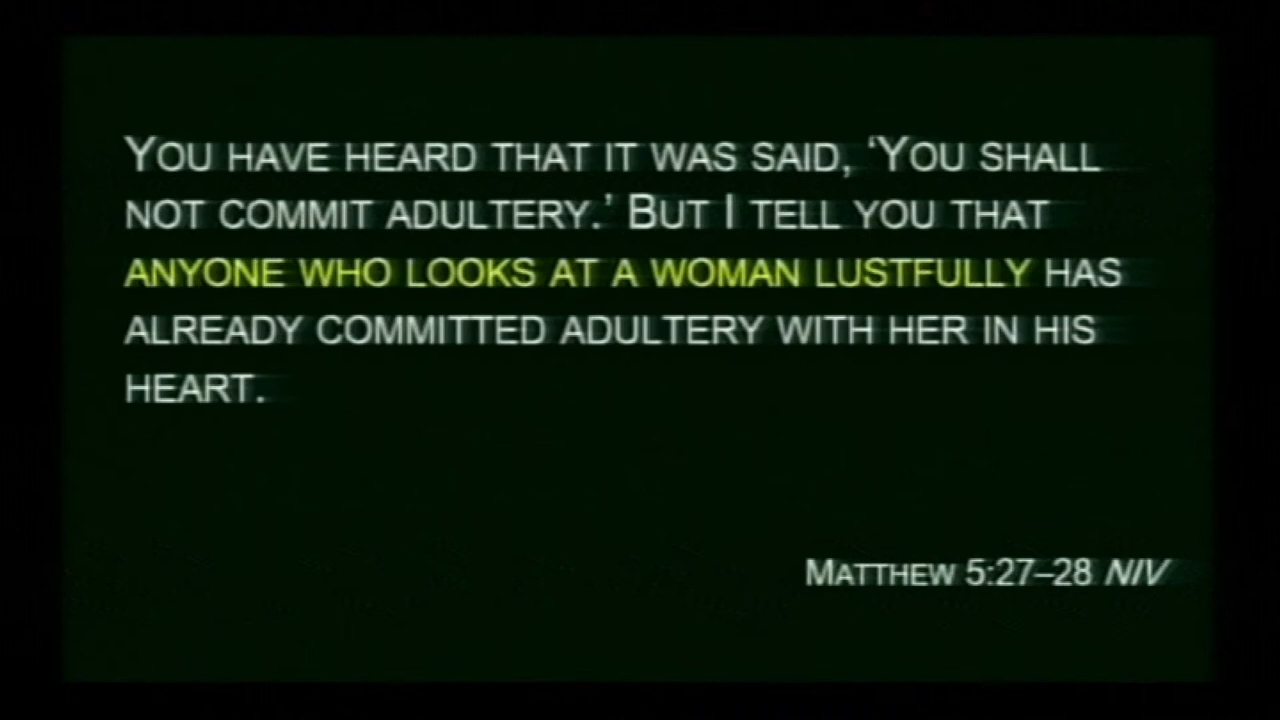 You have heard that it was said, ‘You shall
not commit adultery.’ But I tell you that
anyone who looks at a woman lustfully has
already committed adultery with her in his
heart.
Matthew 5:27–28 NIV